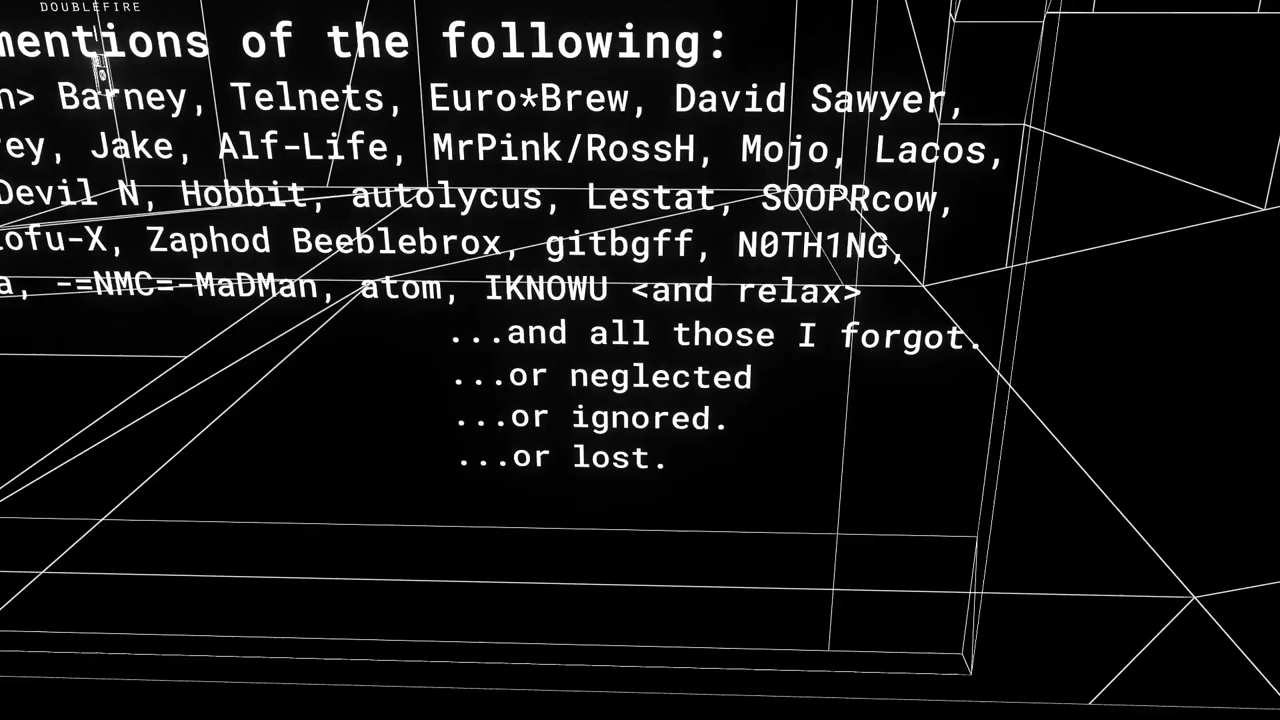 DOUBLEFIRE
mentions of the following:
n> Barney, Telnets, Euro*Brew, David Sawyer,
rey, Jake, Alf-Life, MrPink/RossH, Mojo, Lacos,
Devil N, Hobbit, autolycus, Lestat, SOOPRcow,
ofu-X, Zaphod Beeblebrox, gitbgff, N0TH1NG,
a, -=NMC=-MaDMan, atom, IKNOWU <and relax>
...and all those I forgot.
...or neglected
...or ignored.
...or lost.